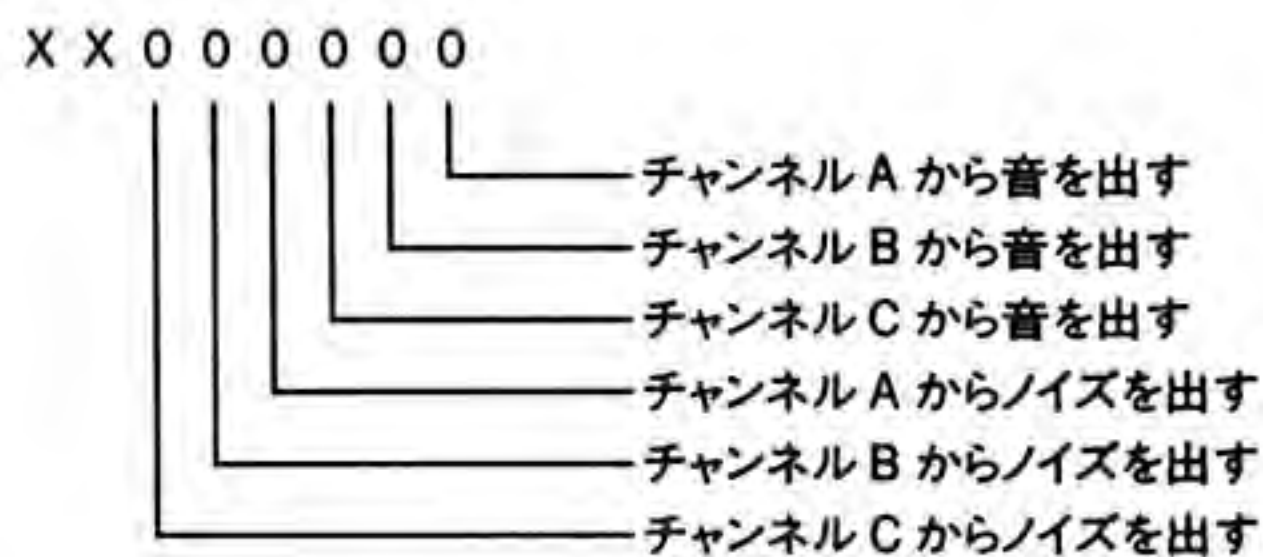 X X 0 0 0 0 0 0
チャンネル A から音を出す
チャンネル B から音を出す
チャンネル C から音を出す
チャンネル A からノイズを出す
チャンネル B からノイズを出す
チャンネル C からノイズを出す